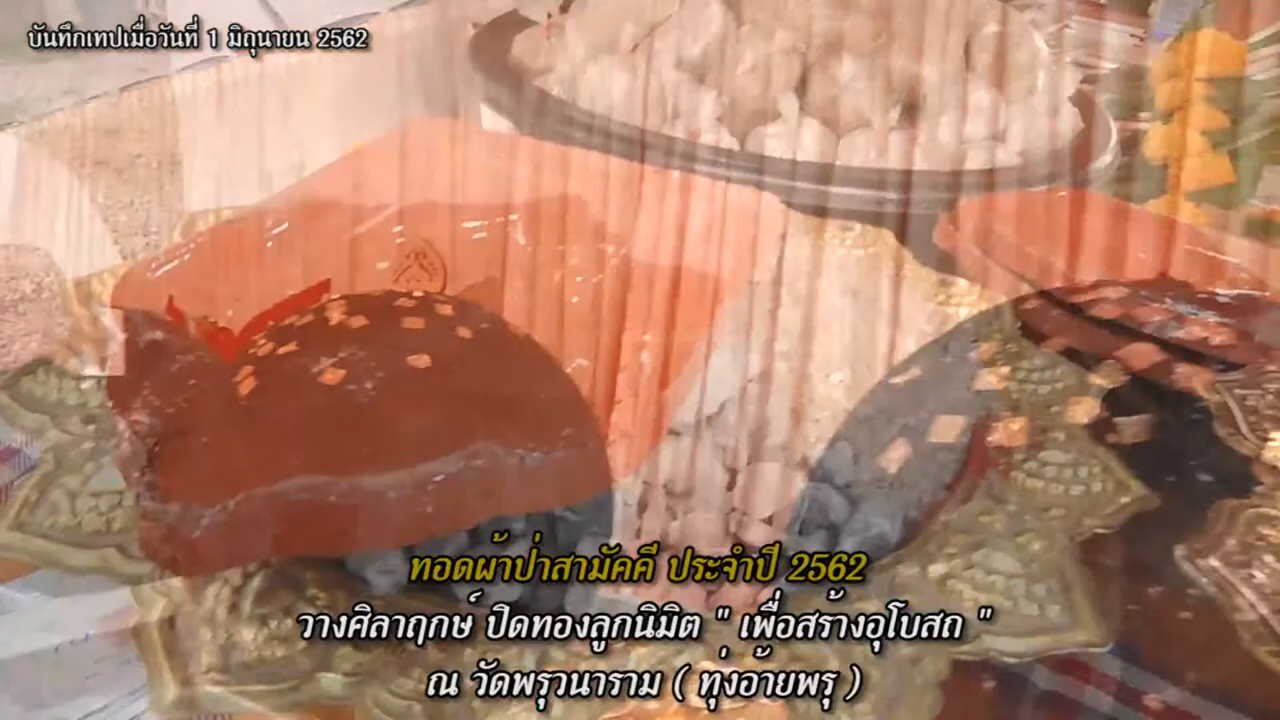 บันทึกเทปเมื่อวันที่ 1 มิถุนายน 2562
ทอดผ้าป่าสามัคคี ประจำปี 2562
วางศิลาฤกษ์ ปิดทองลูกนิมิต " เพื่อสร้างอุโบสถ "
ณ วัดพรุวนาราม ( ทุ่งอ้ายพรุ )